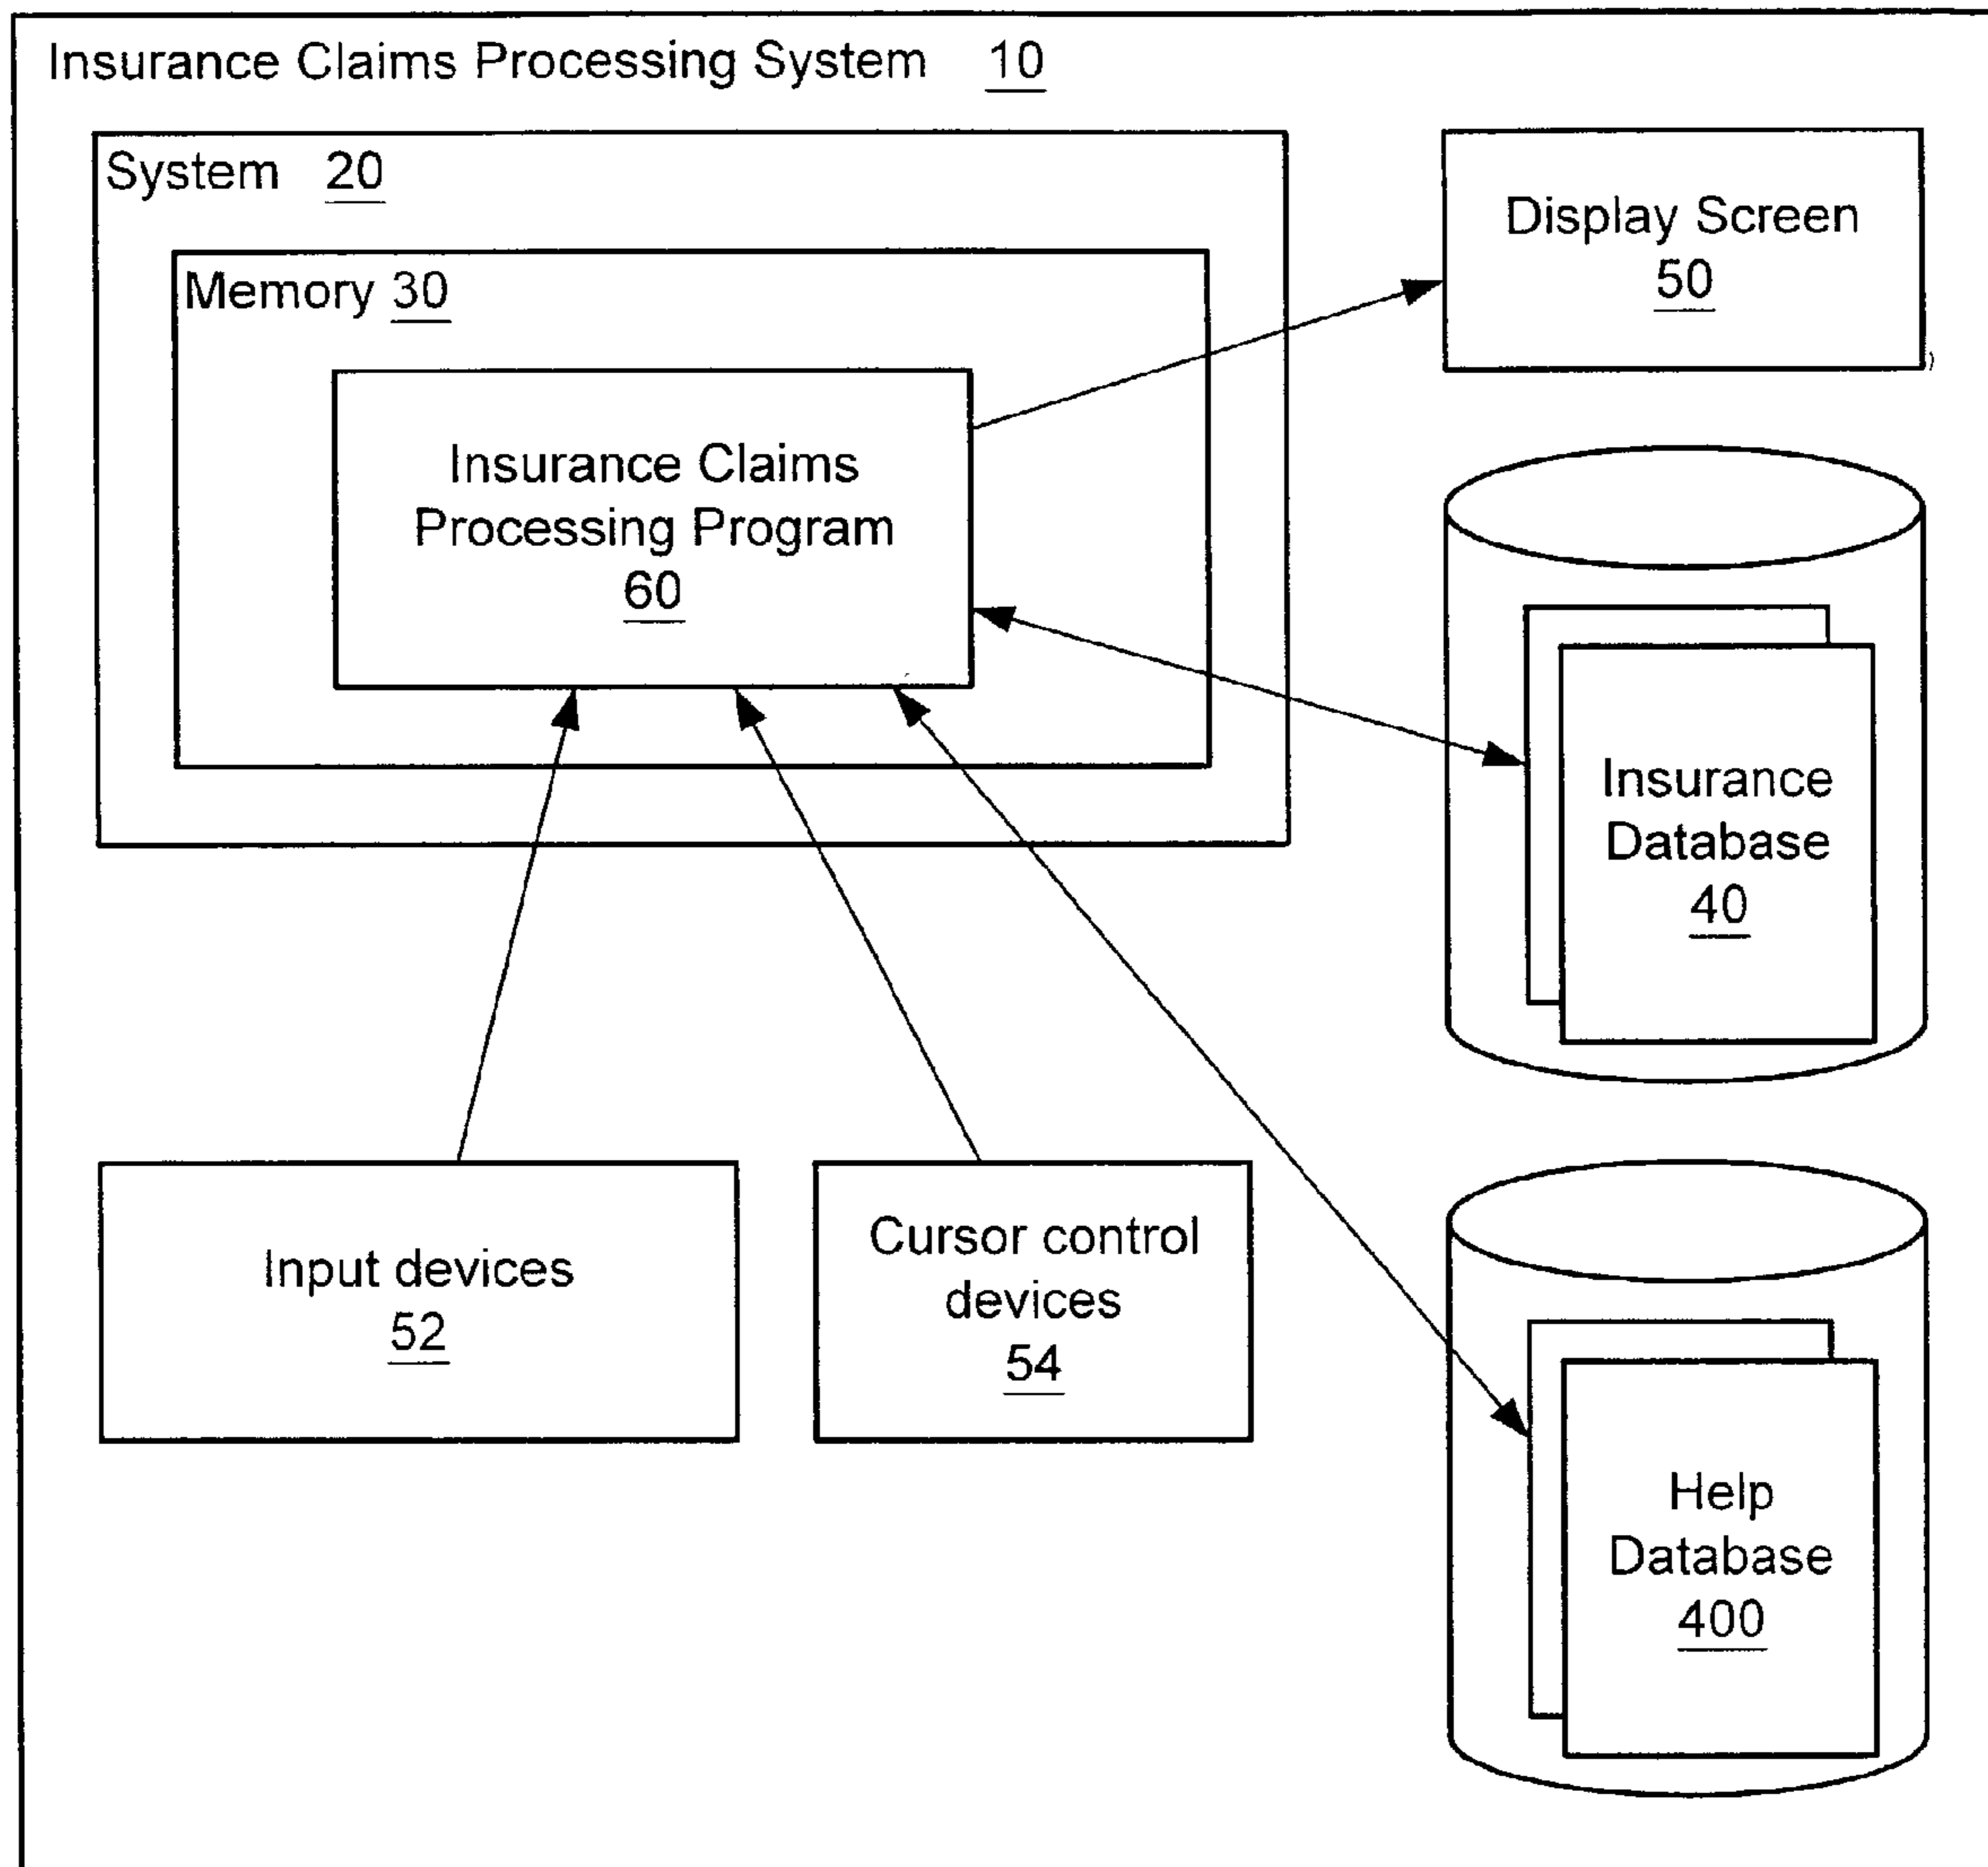 Insurance Claims Processing System 10
System 20
Memory 30
Insurance Claims
Processing Program
60
Display Screen
50
Insurance
Database
40
Input devices
52
Cursor control
devices
54
Help
Database
400